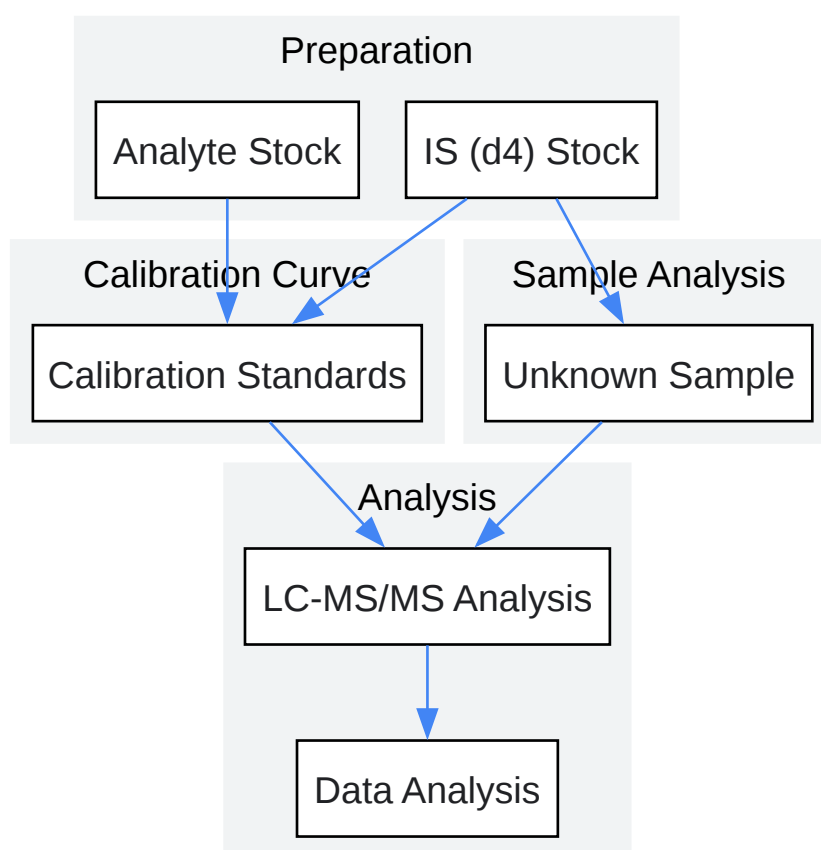 Preparation
Analyte Stock
IS (d4) Stock
Calibration Curve
Sample Analysis
Calibration Standards
Unknown Sample
Analysis
LC-MS/MS Analysis
Data Analysis